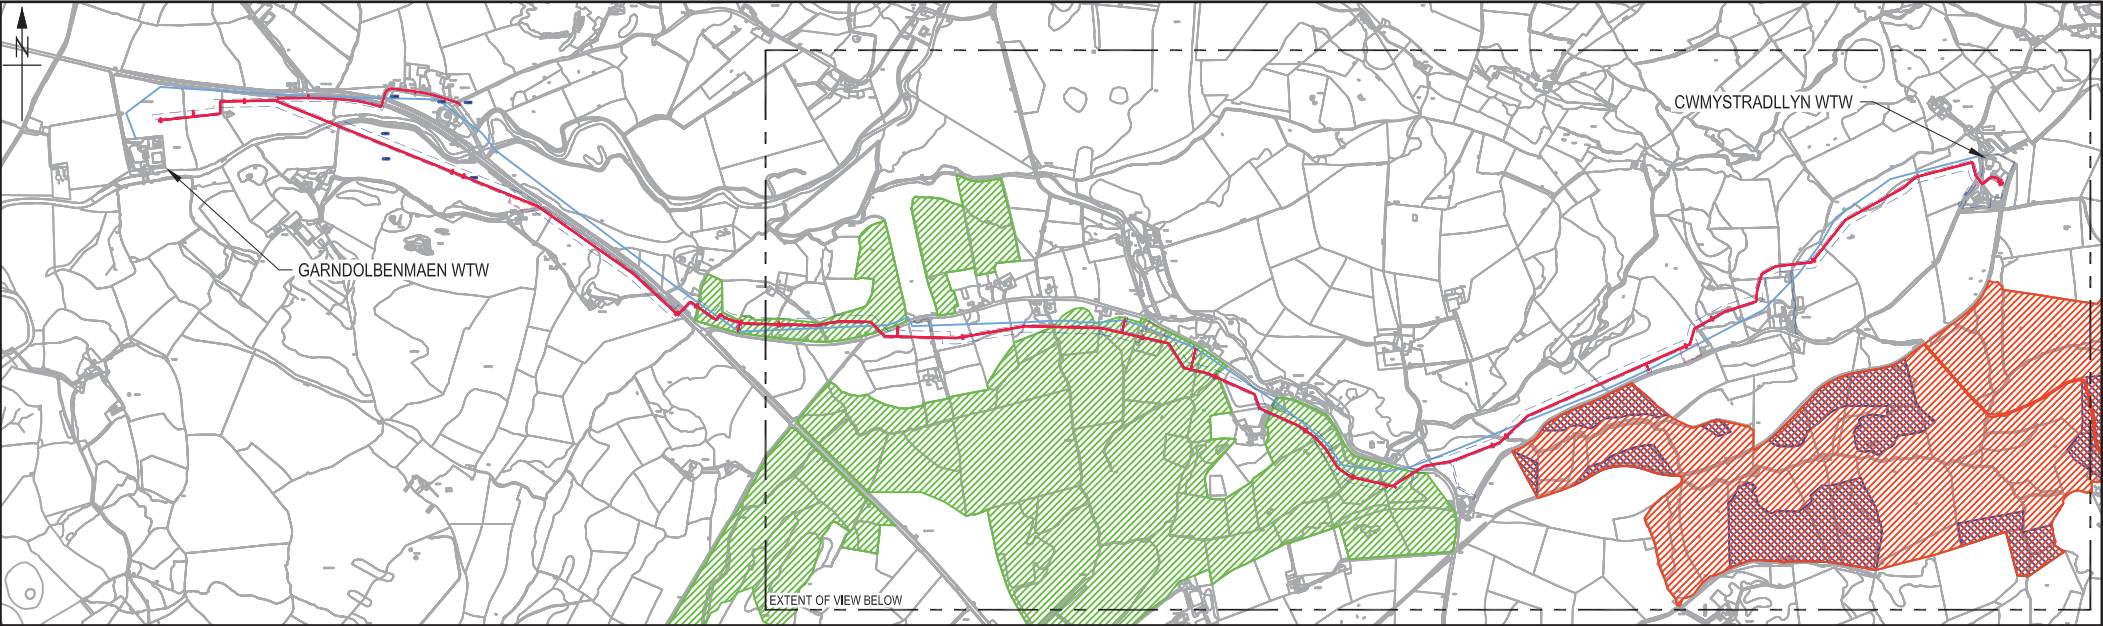 N
CWMYSTRADLLYN WTW
GARNDOLBENMAEN WTW
EXTENT OF VIEW BELOW